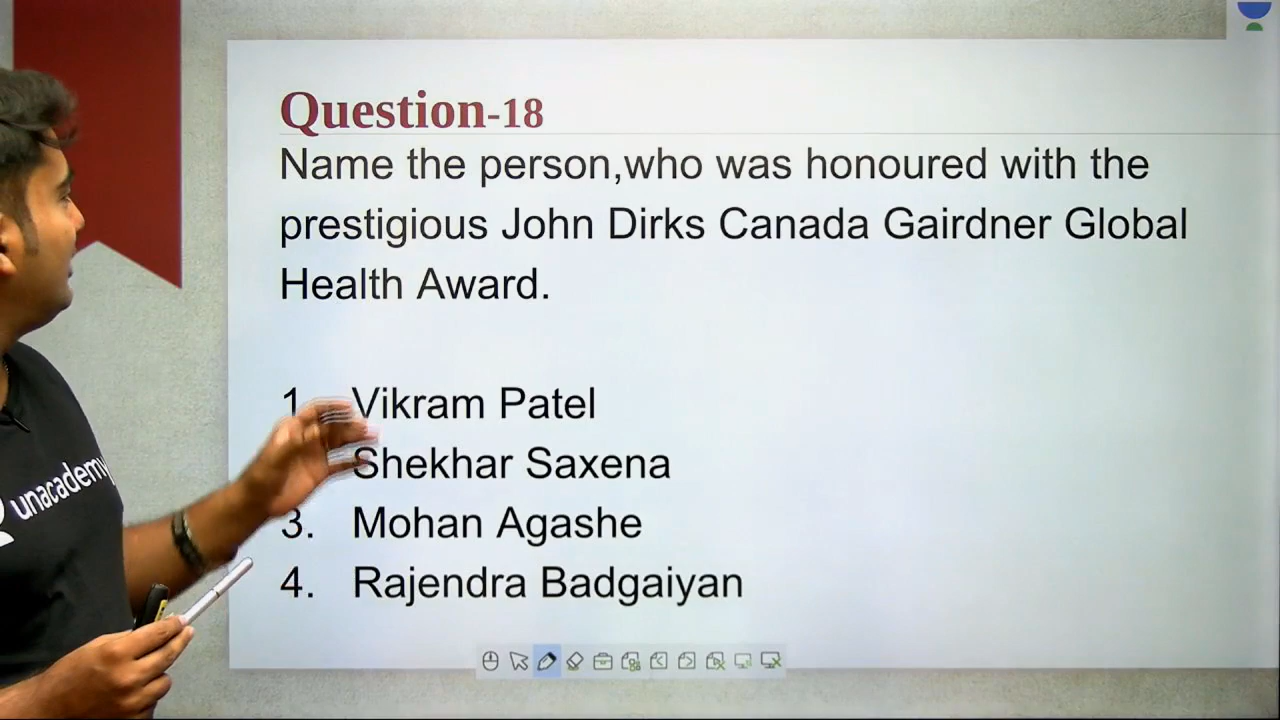 Question-18
Name the person,who was honoured with the
prestigious John Dirks Canada Gairdner Global
Health Award.
1. Vikram Patel
Shekhar Saxena
3. Mohan Agashe
4. Rajendra Badgaiyan
unacademy